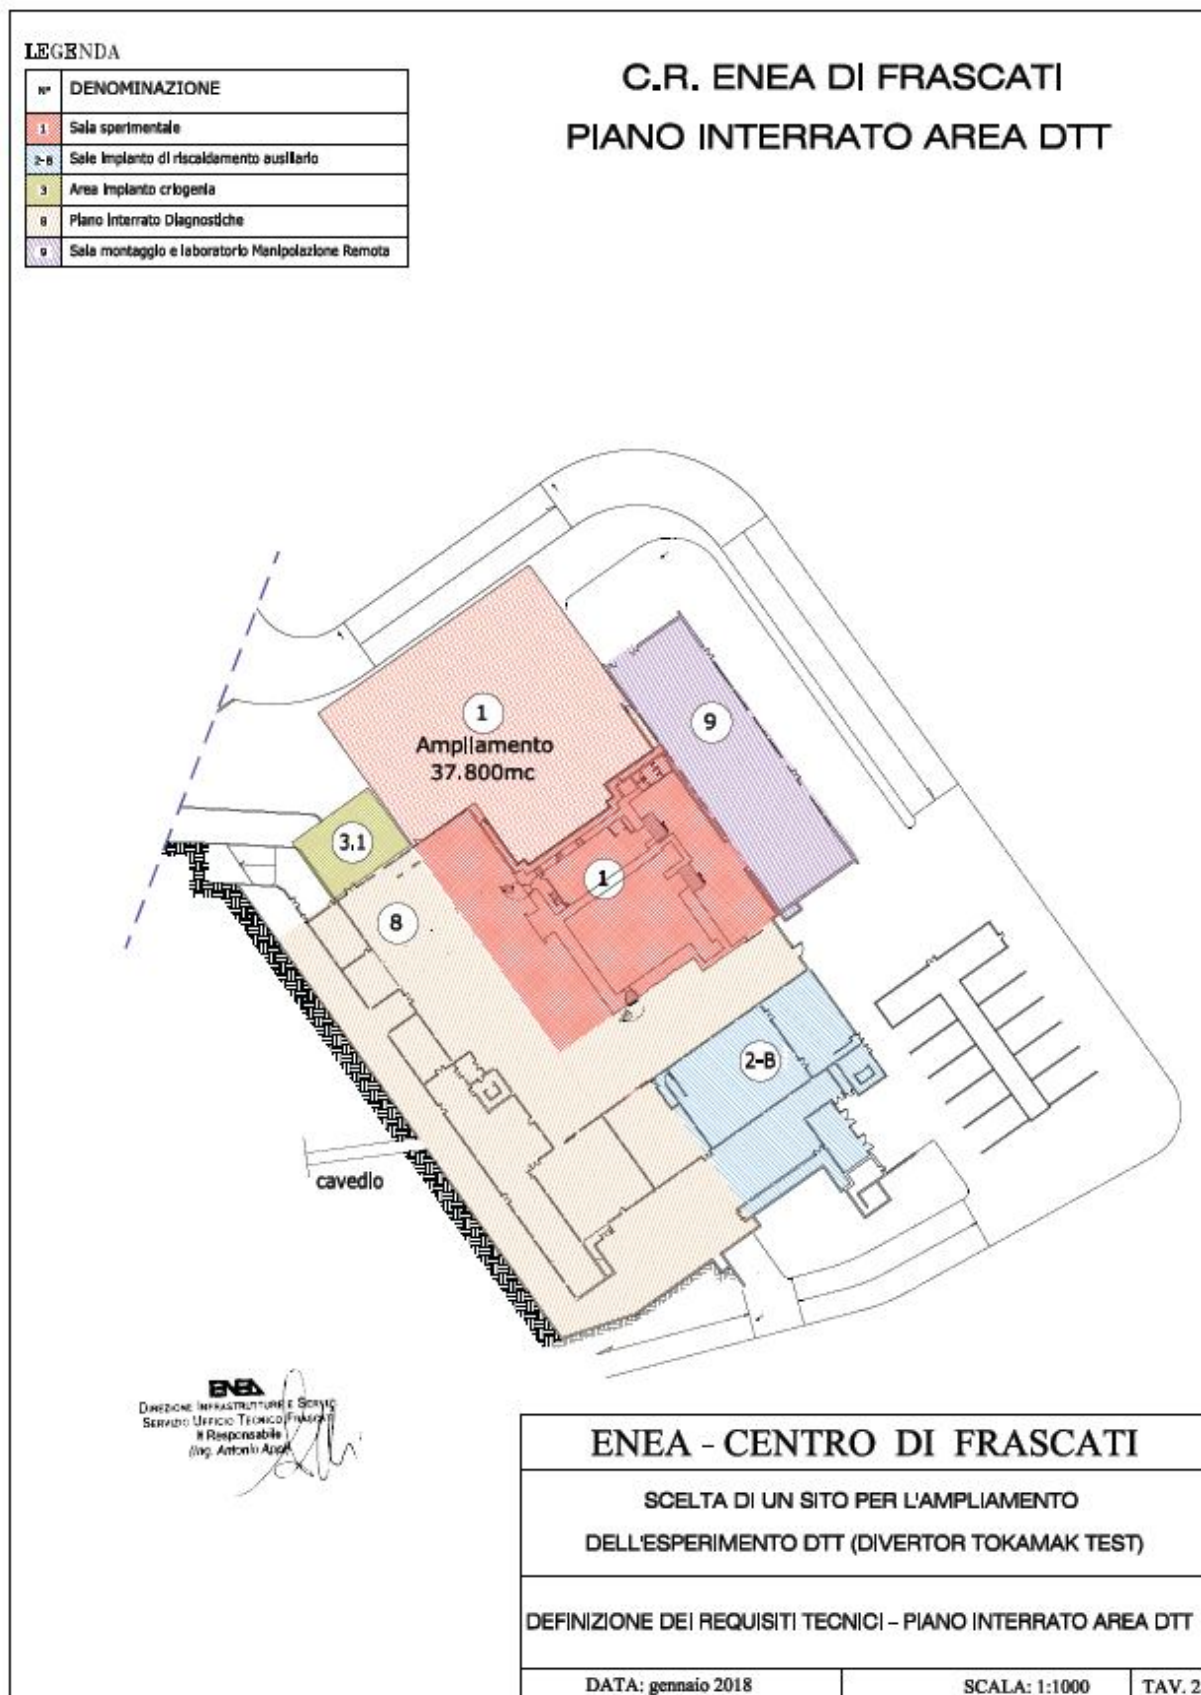 LEGENDA
N° DENOMINAZIONE
1 Sala sperimentale
2-B Sale impianto di riscaldamento ausiliario
3 Area impianto criogenia
8 Piano interrato Diagnostiche
9 Sala montaggio e laboratorio Manipolazione Remota
C.R. ENEA DI FRASCATI
PIANO INTERRATO AREA DTT
1
Ampliamento
37.800mc
9
3.1
1
8
2-B
cavedio
ENEA
DIREZIONE INFRASTRUTTURE E
SERVIZIO UFFICIO TECNICO
Il Responsabile
(Ing. Antonio
ENEA - CENTRO DI FRASCATI
SCELTA DI UN SITO PER L'AMPLIAMENTO
DELL'ESPERIMENTO DTT (DIVERTOR TOKAMAK TEST)
DEFINIZIONE DEI REQUISITI TECNICI - PIANO INTERRATO AREA DTT
DATA: gennaio 2018 SCALA: 1:1000 TAV. 2